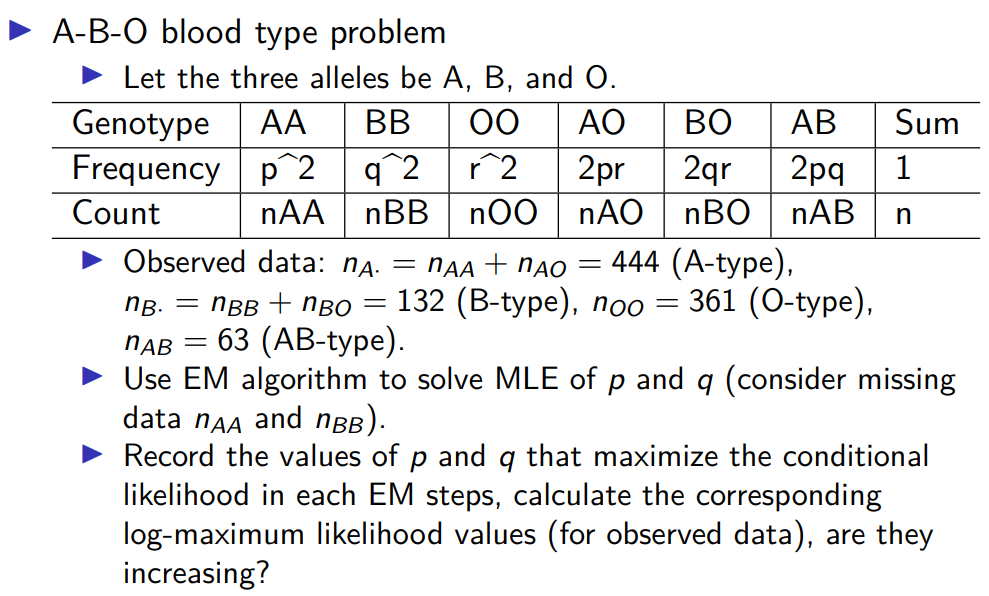 A-B-O blood type problem
Let the three alleles be A, B, and O.
Genotype AA BB OO AO BO AB Sum
Frequency p^2 q^2 r^2 2pr 2qr 2pq 1
Count nAA nBB nOO nAO nBO nAB n
Observed data: n_{A·} = n_{AA} + n_{AO} = 444 (A-type),
n_{B·} = n_{BB} + n_{BO} = 132 (B-type), n_{OO} = 361 (O-type),
n_{AB} = 63 (AB-type).
Use EM algorithm to solve MLE of p and q (consider missing
data n_{AA} and n_{BB}).
Record the values of p and q that maximize the conditional
likelihood in each EM steps, calculate the corresponding
log-maximum likelihood values (for observed data), are they
increasing?